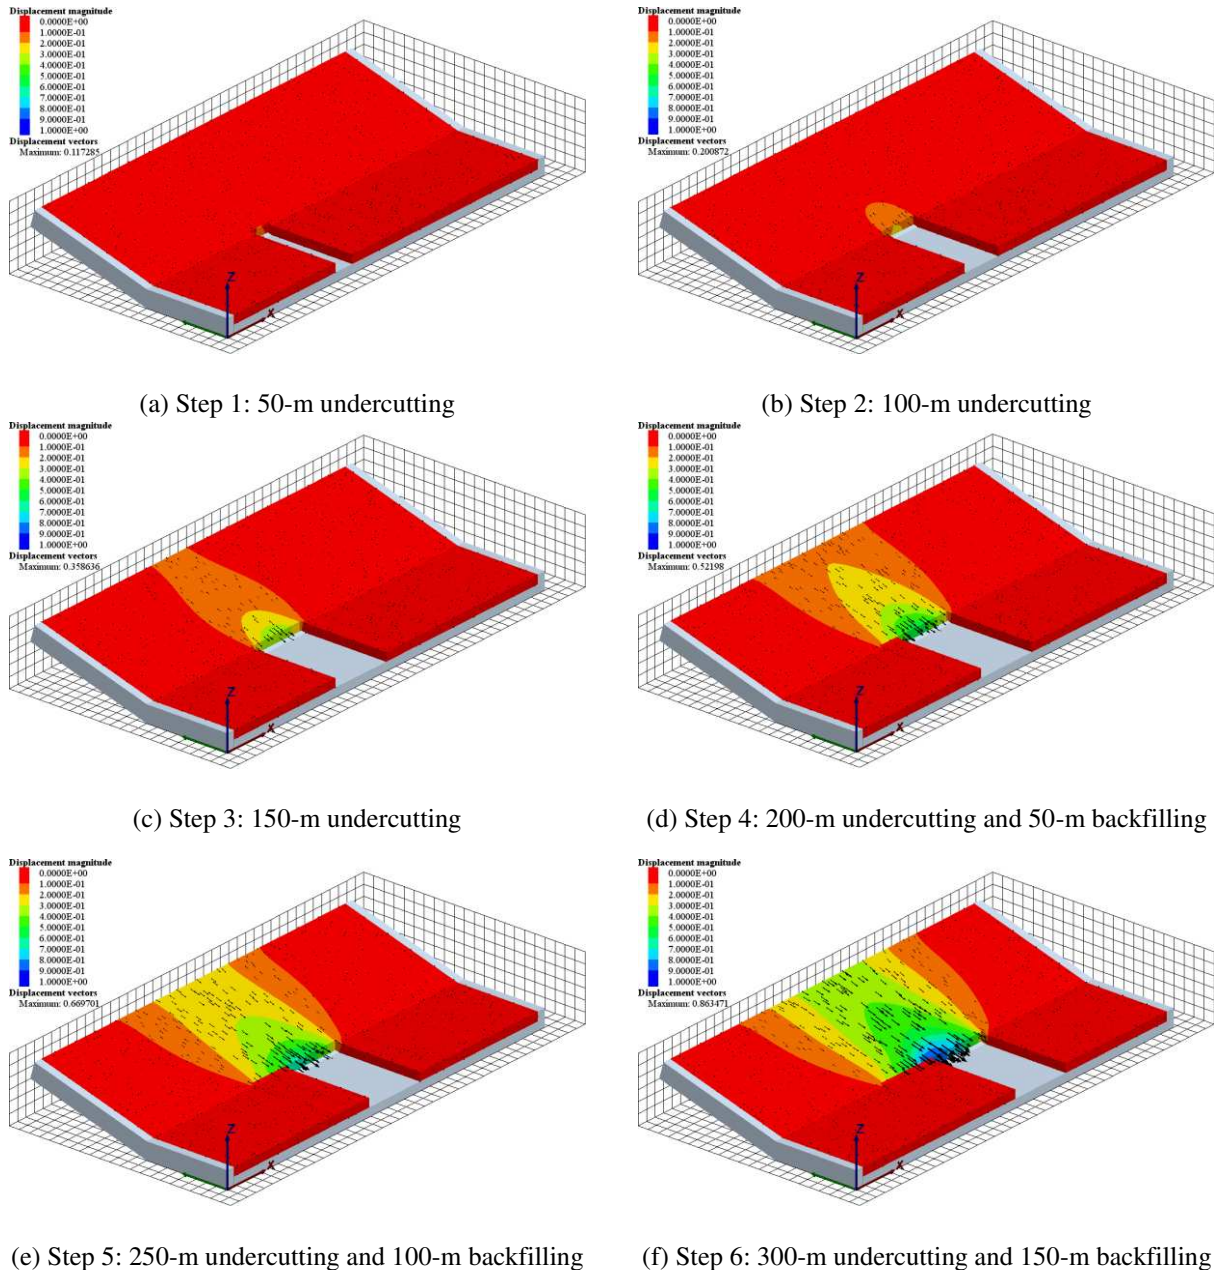 Displacement magnitude
0.0000E+00
1.0000E-01
2.0000E-01
3.0000E-01
4.0000E-01
5.0000E-01
6.0000E-01
7.0000E-01
8.0000E-01
9.0000E-01
1.0000E+00
Displacement vectors
Maximum: 0.117285
Z
X
(a) Step 1: 50-m undercutting
Displacement magnitude
0.0000E+00
1.0000E-01
2.0000E-01
3.0000E-01
4.0000E-01
5.0000E-01
6.0000E-01
7.0000E-01
8.0000E-01
9.0000E-01
1.0000E+00
Displacement vectors
Maximum: 0.200872
Z
X
(b) Step 2: 100-m undercutting
Displacement magnitude
0.0000E+00
1.0000E-01
2.0000E-01
3.0000E-01
4.0000E-01
5.0000E-01
6.0000E-01
7.0000E-01
8.0000E-01
9.0000E-01
1.0000E+00
Displacement vectors
Maximum: 0.358636
Z
X
(c) Step 3: 150-m undercutting
Displacement magnitude
0.0000E+00
1.0000E-01
2.0000E-01
3.0000E-01
4.0000E-01
5.0000E-01
6.0000E-01
7.0000E-01
8.0000E-01
9.0000E-01
1.0000E+00
Displacement vectors
Maximum: 0.52198
Z
X
(d) Step 4: 200-m undercutting and 50-m backfilling
Displacement magnitude
0.0000E+00
1.0000E-01
2.0000E-01
3.0000E-01
4.0000E-01
5.0000E-01
6.0000E-01
7.0000E-01
8.0000E-01
9.0000E-01
1.0000E+00
Displacement vectors
Maximum: 0.669701
Z
X
(e) Step 5: 250-m undercutting and 100-m backfilling
Displacement magnitude
0.0000E+00
1.0000E-01
2.0000E-01
3.0000E-01
4.0000E-01
5.0000E-01
6.0000E-01
7.0000E-01
8.0000E-01
9.0000E-01
1.0000E+00
Displacement vectors
Maximum: 0.863471
Z
X
(f) Step 6: 300-m undercutting and 150-m backfilling